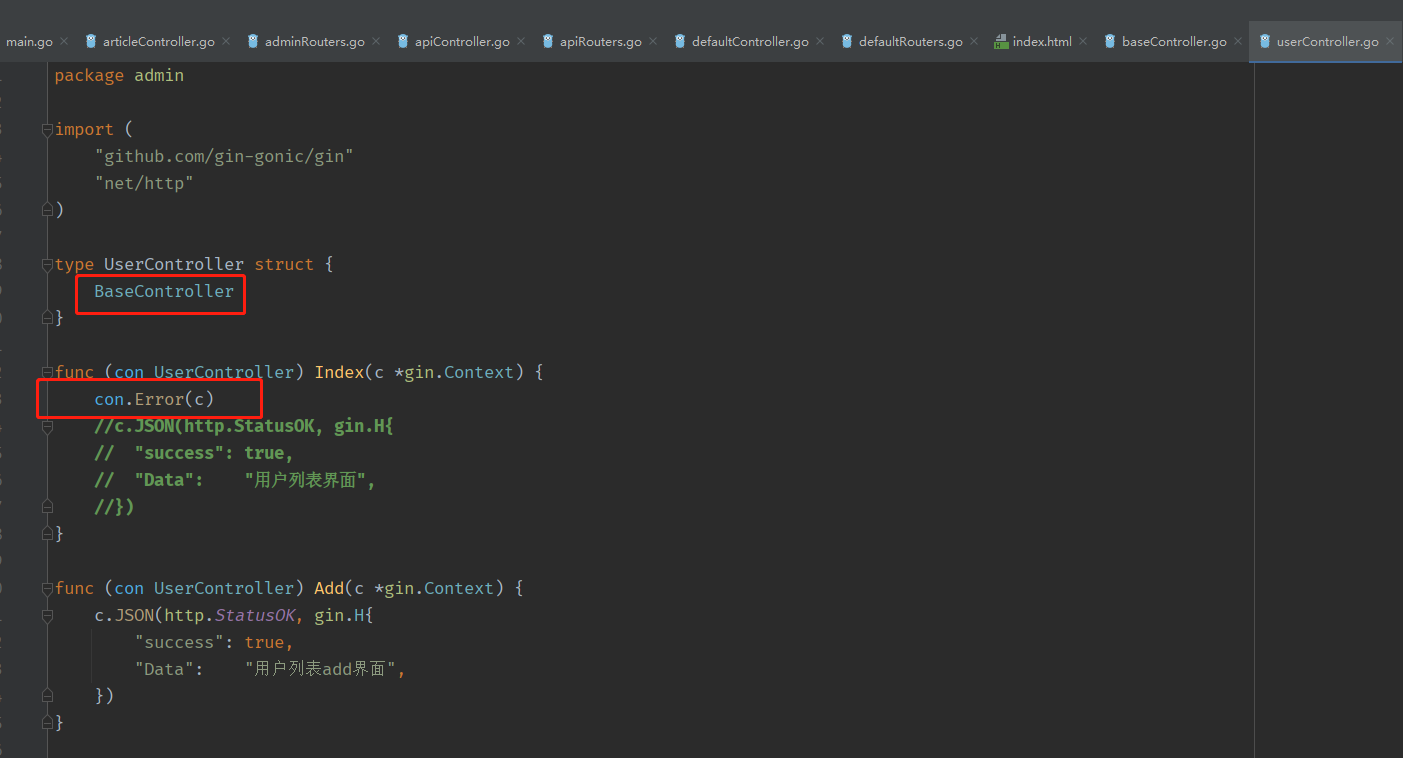 main.go articleController.go adminRouters.go apiController.go apiRouters.go defaultController.go defaultRouters.go index.html baseController.go userController.go
package admin
import (
"github.com/gin-gonic/gin"
"net/http"
)
type UserController struct {
BaseController
}
func (con UserController) Index(c *gin.Context) {
con.Error(c)
//c.JSON(http.StatusOK, gin.H{
// "success": true,
// "Data": "用户列表界面",
//})
}
func (con UserController) Add(c *gin.Context) {
c.JSON(http.StatusOK, gin.H{
"success": true,
"Data": "用户列表add界面",
})
}